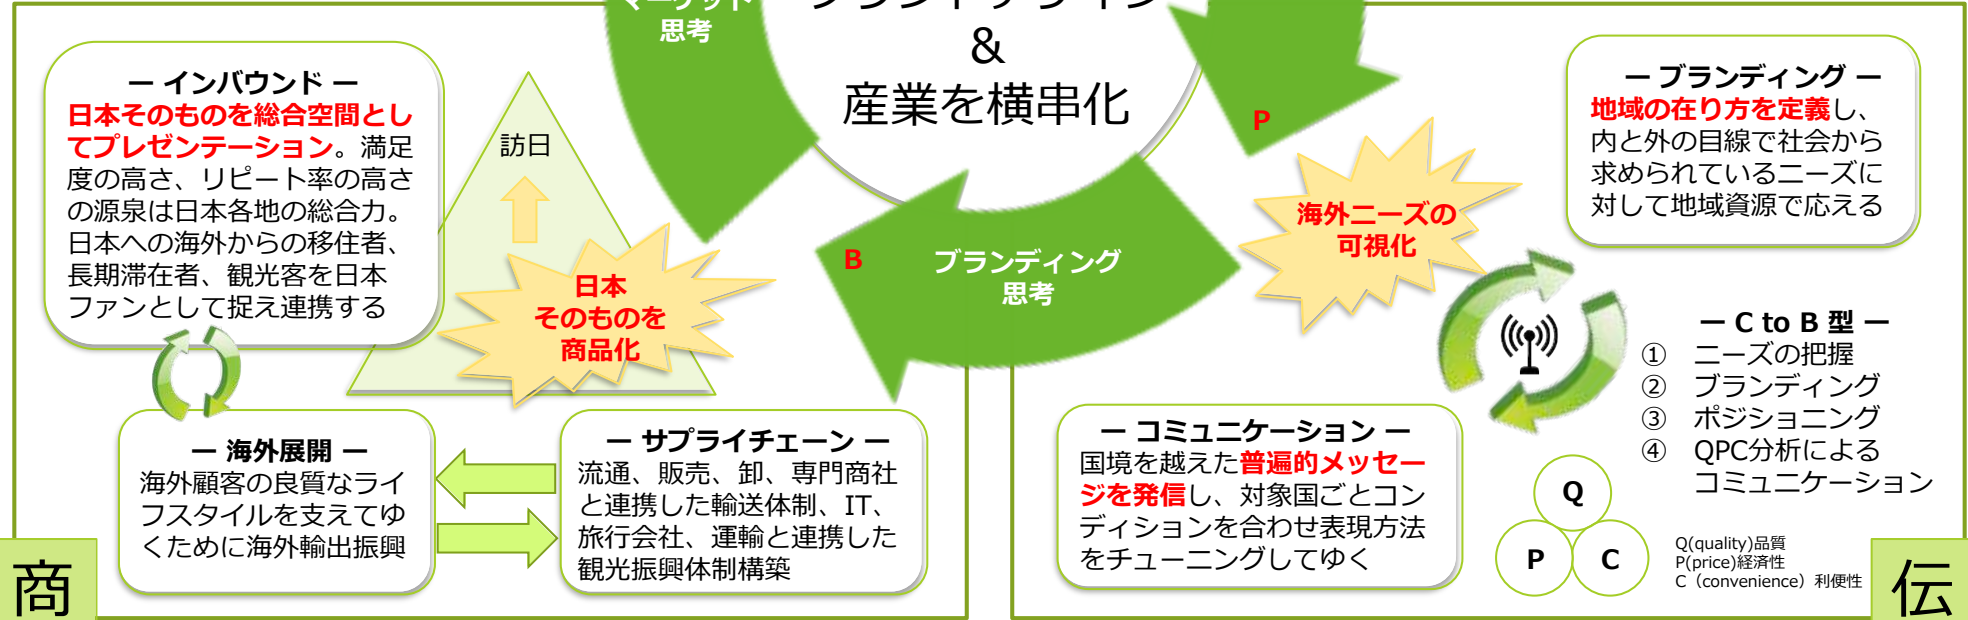 マーケット
思考
グランドデザイン
&
産業を横串化
ー インバウンド ー
日本そのものを総合空間とし
てプレゼンテーション。満足
度の高さ、リピート率の高さ
の源泉は日本各地の総合力。
日本への海外からの移住者、
長期滞在者、観光客を日本
ファンとして捉え連携する
訪日
日本
そのものを
商品化
ー 海外展開 ー
海外顧客の良質なライ
フスタイルを支えてゆ
くために海外輸出振興
ー サプライチェーン ー
流通、販売、卸、専門商社
と連携した輸送体制、IT、
旅行会社、運輸と連携した
観光振興体制構築
商
B
ブランディング
思考
P
海外ニーズの
可視化
ー ブランディング ー
地域の在り方を定義し、
内と外の目線で社会から
求められているニーズに
対して地域資源で応える
ー C to B 型 ー
① ニーズの把握
② ブランディング
③ ポジショニング
④ QPC分析による
コミュニケーション
ー コミュニケーション ー
国境を越えた普遍的メッセー
ジを発信し、対象国ごとコン
ディションを合わせ表現方法
をチューニングしてゆく
Q
P
C
Q(quality)品質
P(price)経済性
C（convenience）利便性
伝